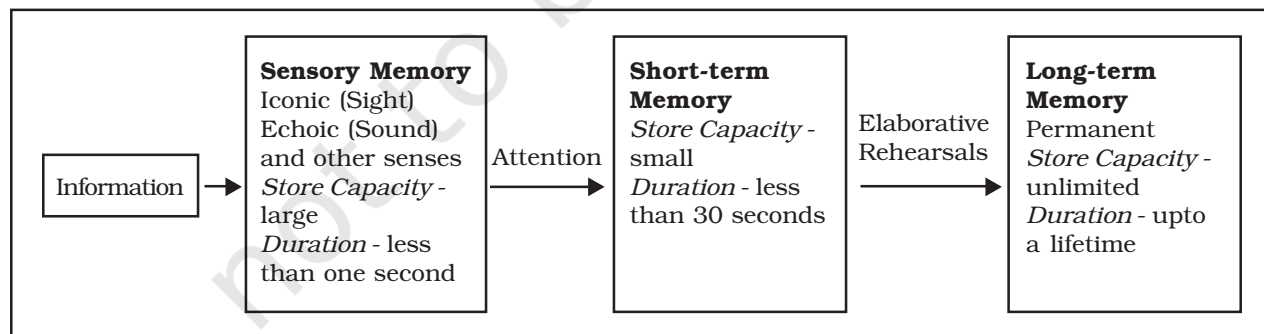 Information
Sensory Memory
Iconic (Sight)
Echoic (Sound)
and other senses
Store Capacity -
large
Duration - less
than one second
Attention
Short-term
Memory
Store Capacity -
small
Duration - less
than 30 seconds
Elaborative
Rehearsals
Long-term
Memory
Permanent
Store Capacity -
unlimited
Duration - upto
a lifetime
not to b